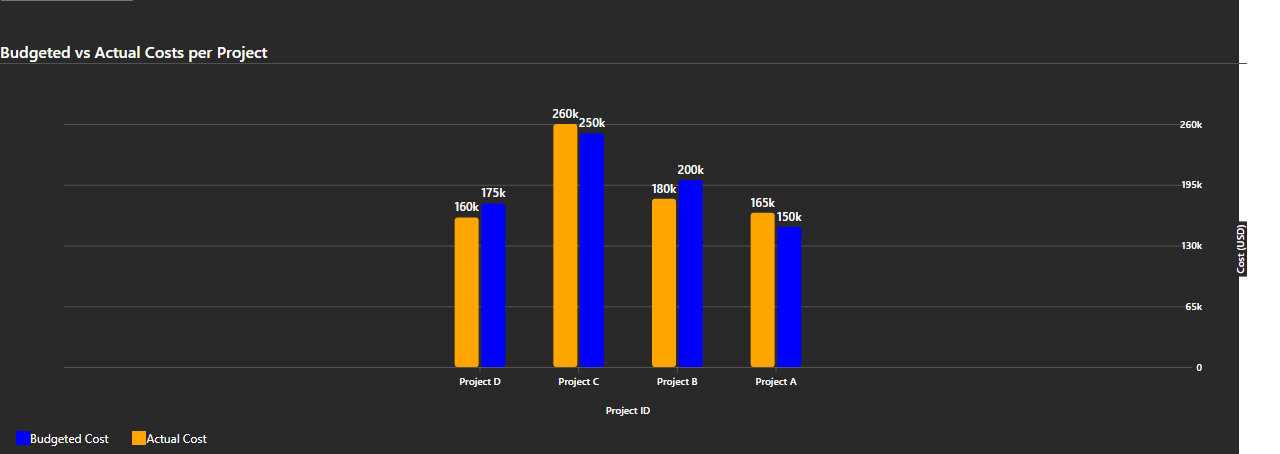 Budgeted vs Actual Costs per Project
260k
250k
260k
200k
175k
180k
195k
160k
165k
150k
130k
Cost (USD)
65k
0
Project D
Project C
Project B
Project A
Project ID
Budgeted Cost
Actual Cost